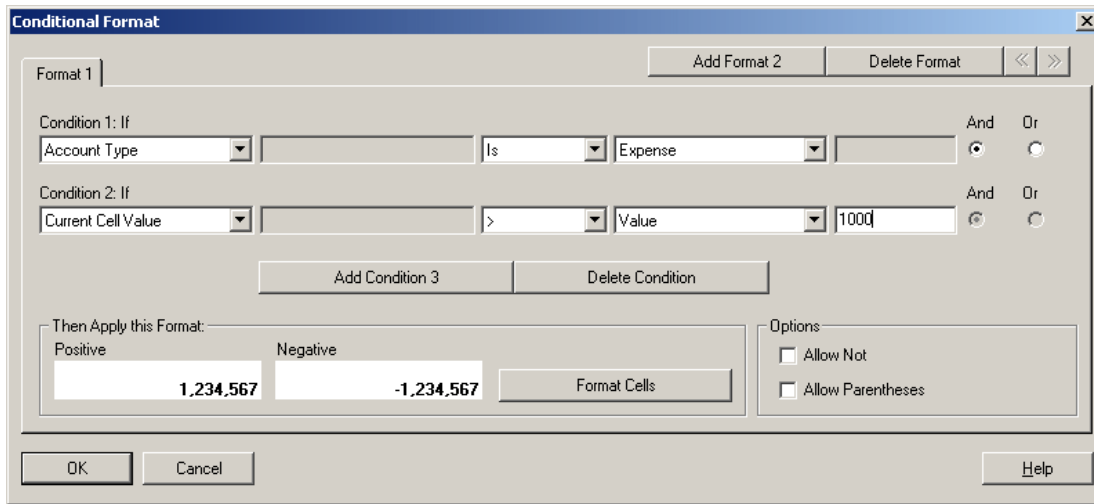 Conditional Format
Format 1
Add Format 2 Delete Format
Condition 1: If And Or
Account Type Is Expense
Condition 2: If And Or
Current Cell Value > Value 1000
Add Condition 3 Delete Condition
Then Apply this Format: Options
Positive Negative Allow Not
1,234,567 -1,234,567 Format Cells Allow Parentheses
OK Cancel Help